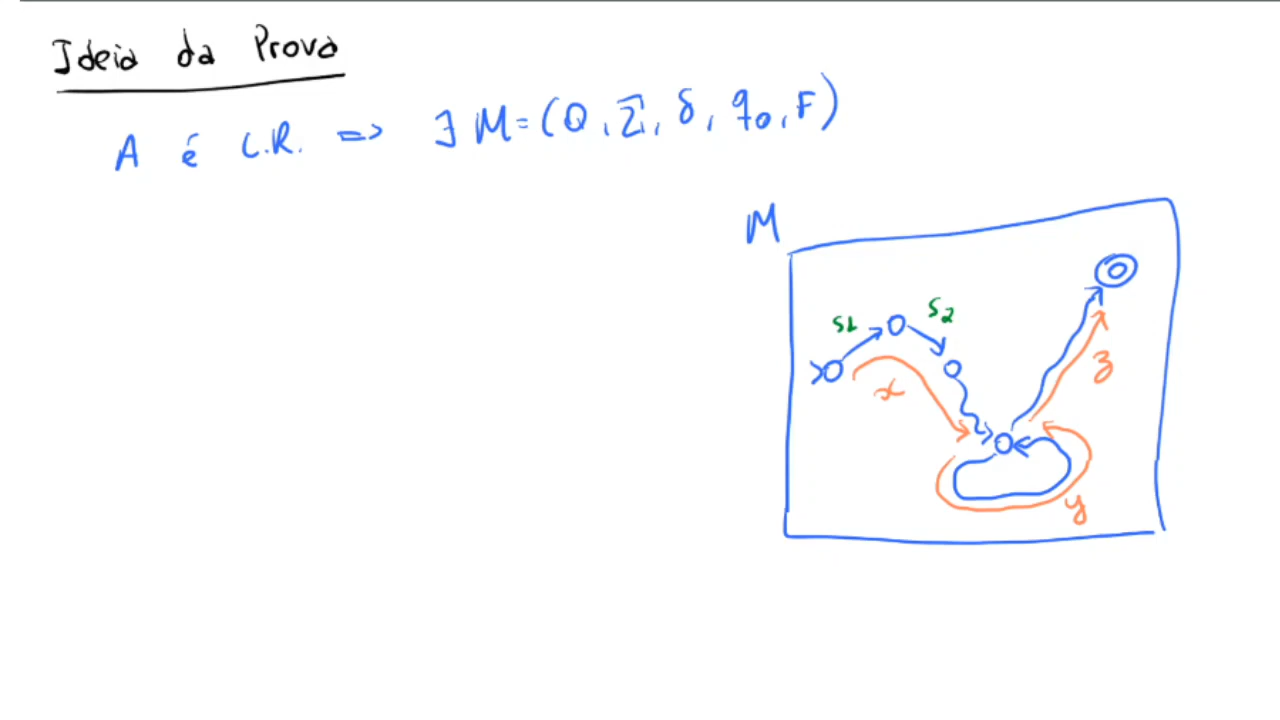 Ideia da Prova
A é L.R. => ∃ M=(Q, Σ, δ, q0, F)
M
S1
S2
x
z
y